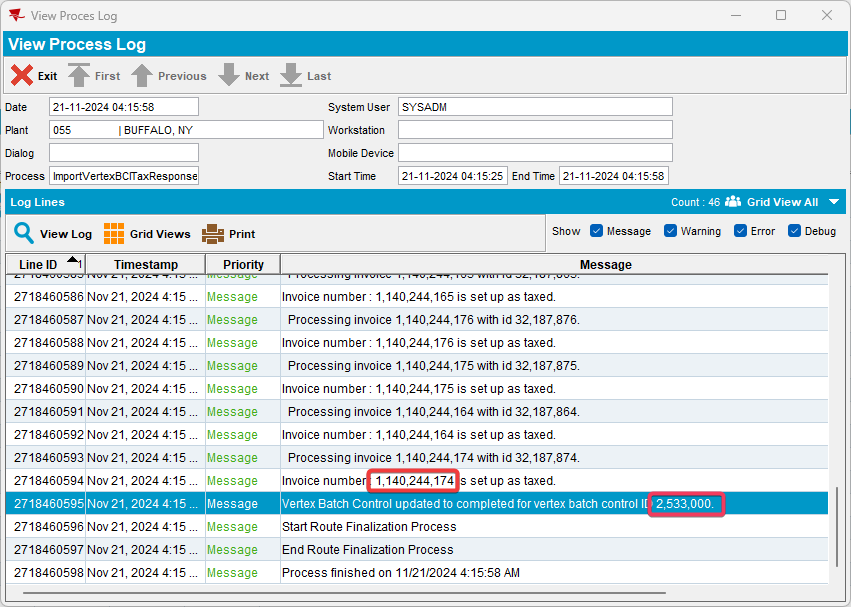 View Proces Log
View Process Log
Exit First Previous Next Last
Date 21-11-2024 04:15:58 System User SYSADM
Plant 055 | BUFFALO, NY Workstation
Dialog Mobile Device
Process ImportVertexBCITaxResponse Start Time 21-11-2024 04:15:25 End Time 21-11-2024 04:15:58
Log Lines Count : 46 Grid View All
View Log Grid Views Print Show Message Warning Error Debug
Line ID 1 Timestamp Priority Message
2718460585 Nov 21, 2024 4:15 ... Message Processing invoice 1,140,244,165 with id 32,187,865.
2718460586 Nov 21, 2024 4:15 ... Message Invoice number : 1,140,244,165 is set up as taxed.
2718460587 Nov 21, 2024 4:15 ... Message Processing invoice 1,140,244,176 with id 32,187,876.
2718460588 Nov 21, 2024 4:15 ... Message Invoice number : 1,140,244,176 is set up as taxed.
2718460589 Nov 21, 2024 4:15 ... Message Processing invoice 1,140,244,175 with id 32,187,875.
2718460590 Nov 21, 2024 4:15 ... Message Invoice number : 1,140,244,175 is set up as taxed.
2718460591 Nov 21, 2024 4:15 ... Message Processing invoice 1,140,244,164 with id 32,187,864.
2718460592 Nov 21, 2024 4:15 ... Message Invoice number : 1,140,244,164 is set up as taxed.
2718460593 Nov 21, 2024 4:15 ... Message Processing invoice 1,140,244,174 with id 32,187,874.
2718460594 Nov 21, 2024 4:15 ... Message Invoice number : 1,140,244,174 is set up as taxed.
2718460595 Nov 21, 2024 4:15 ... Message Vertex Batch Control updated to completed for vertex batch control ID 2,533,000.
2718460596 Nov 21, 2024 4:15 ... Message Start Route Finalization Process
2718460597 Nov 21, 2024 4:15 ... Message End Route Finalization Process
2718460598 Nov 21, 2024 4:15 ... Message Process finished on 11/21/2024 4:15:58 AM